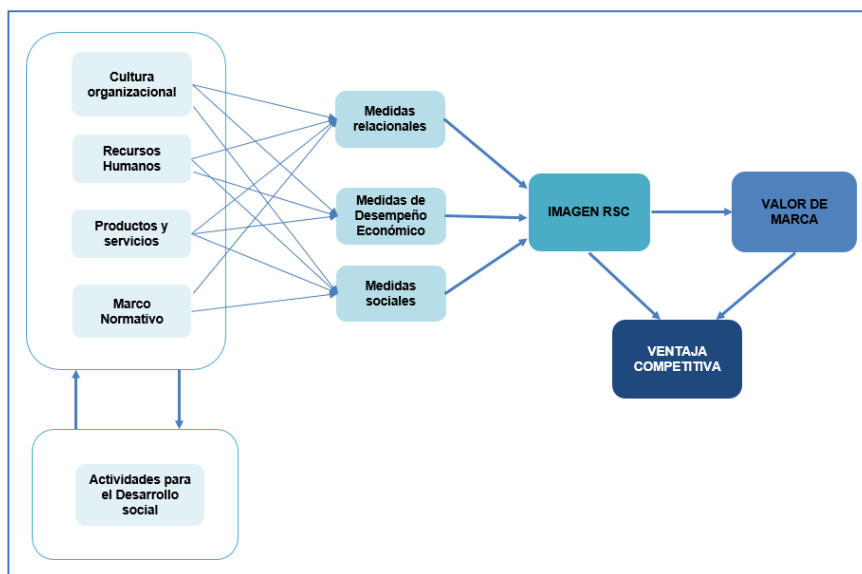 Cultura
organizacional
Recursos
Humanos
Productos y
servicios
Marco
Normativo
Actividades para
el Desarrollo
social
Medidas
relacionales
Medidas de
Desempeño
Económico
Medidas
sociales
IMAGEN RSC
VALOR DE
MARCA
VENTAJA
COMPETITIVA